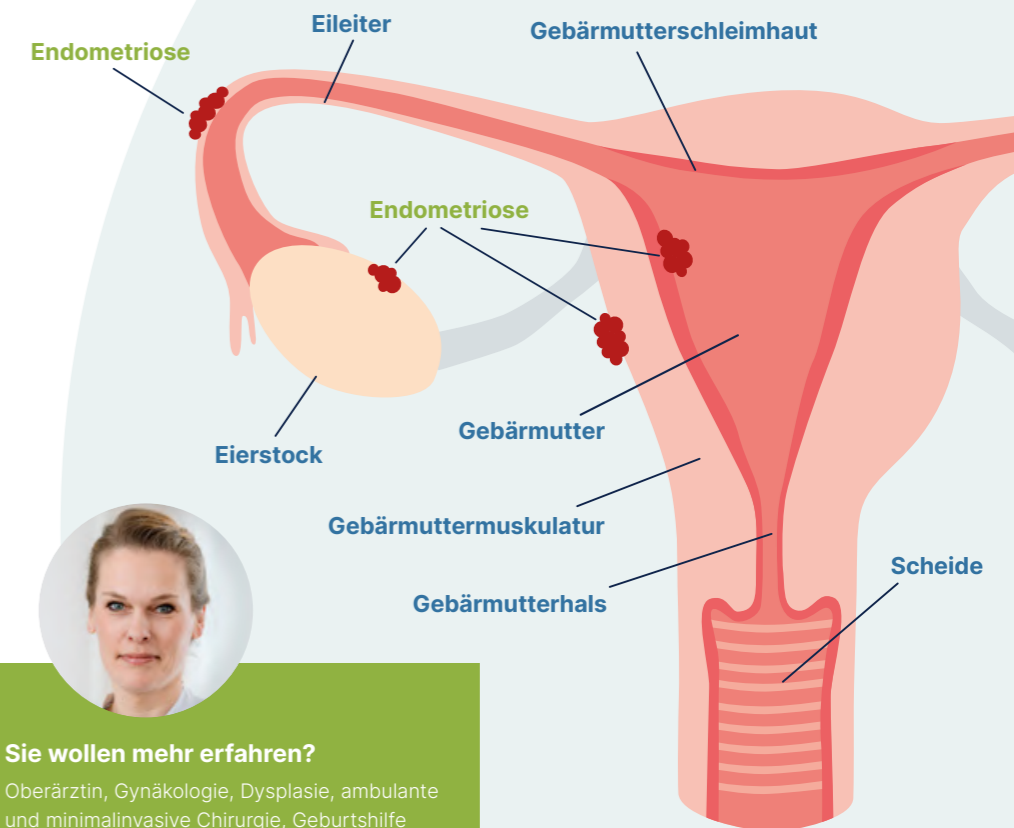 Eileiter
Gebärmutterschleimhaut
Endometriose
Endometriose
Gebärmutter
Eierstock
Gebärmuttermuskulatur
Scheide
Gebärmutterhals
Sie wollen mehr erfahren?
Oberärztin, Gynäkologie, Dysplasie, ambulante
und minimalinvasive Chirurgie, Geburtshilfe